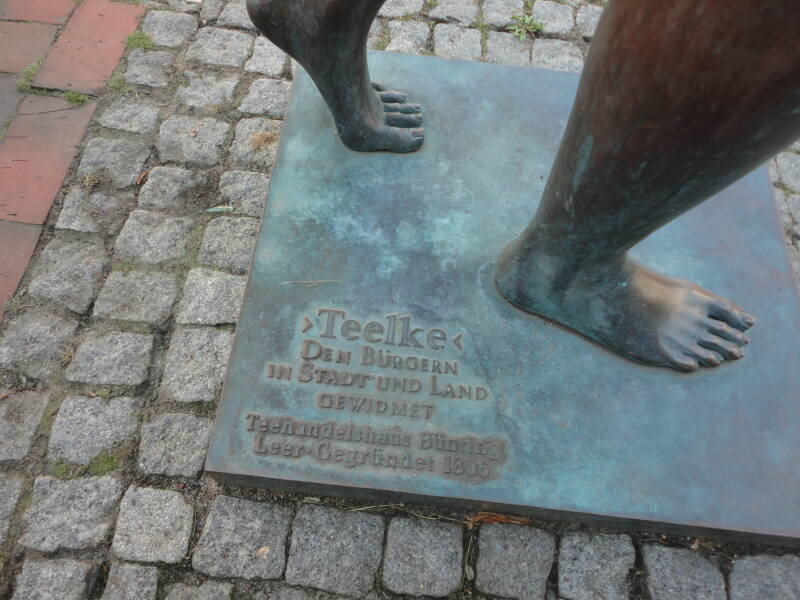 ›Teelke‹
DEN BÜRGERN
IN STADT UND LAND
GEWIDMET
Teehandelshaus Bünting
Leer·Gegründet 1806